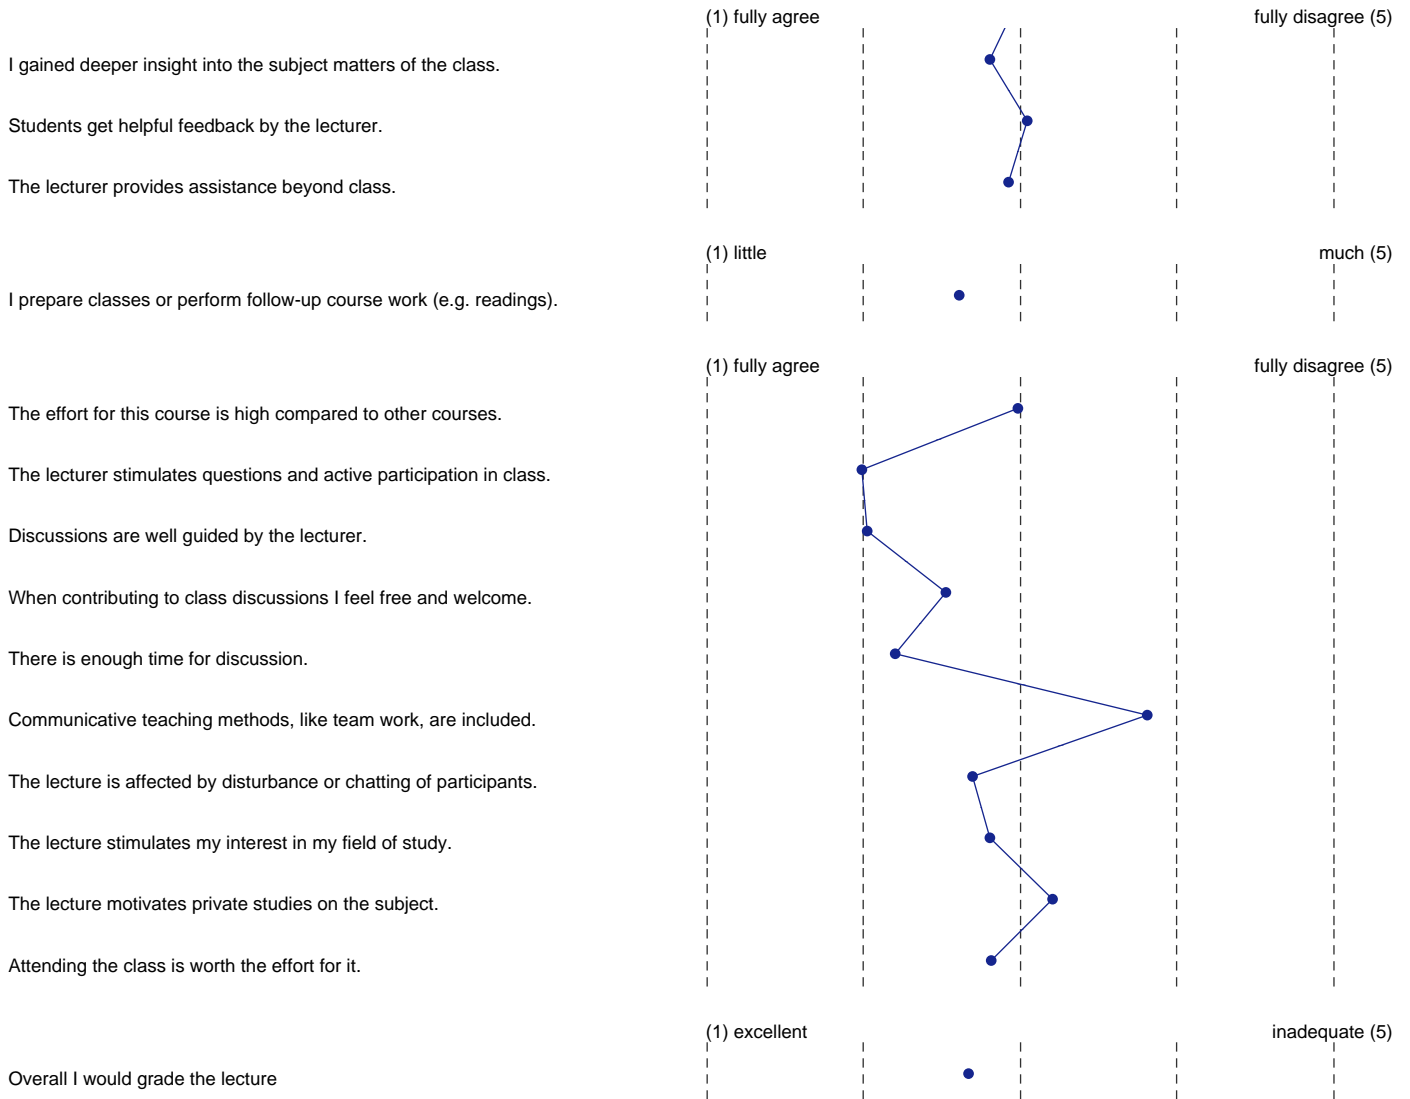 (1) fully agree fully disagree (5)
I gained deeper insight into the subject matters of the class.
Students get helpful feedback by the lecturer.
The lecturer provides assistance beyond class.
(1) little much (5)
I prepare classes or perform follow-up course work (e.g. readings).
(1) fully agree fully disagree (5)
The effort for this course is high compared to other courses.
The lecturer stimulates questions and active participation in class.
Discussions are well guided by the lecturer.
When contributing to class discussions I feel free and welcome.
There is enough time for discussion.
Communicative teaching methods, like team work, are included.
The lecture is affected by disturbance or chatting of participants.
The lecture stimulates my interest in my field of study.
The lecture motivates private studies on the subject.
Attending the class is worth the effort for it.
(1) excellent inadequate (5)
Overall I would grade the lecture